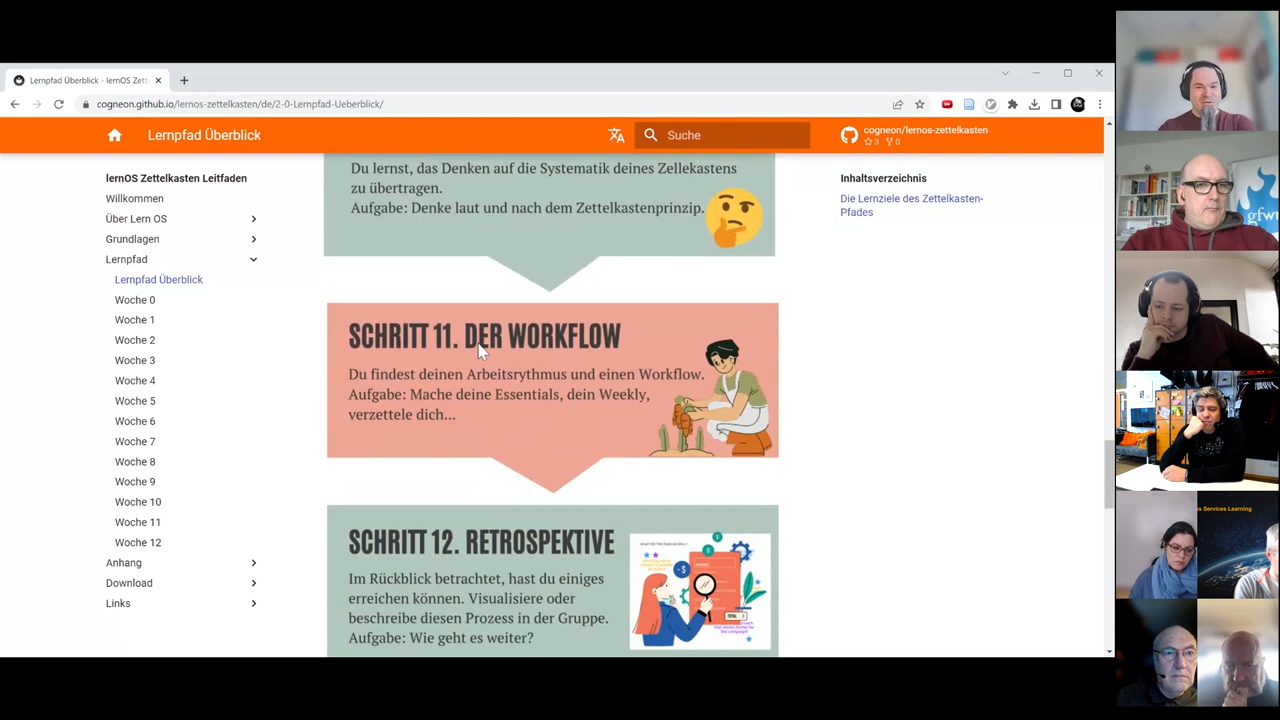 Lernpfad Überblick - lernOS Zett
cogneon.github.io/lernos-zettelkasten/de/2-0-Lernpfad-Ueberblick/
Lernpfad Überblick
Suche
cogneon/lernos-zettelkasten
3 0
lernOS Zettelkasten Leitfaden
Willkommen
Über Lern OS
Grundlagen
Lernpfad
Lernpfad Überblick
Woche 0
Woche 1
Woche 2
Woche 3
Woche 4
Woche 5
Woche 6
Woche 7
Woche 8
Woche 9
Woche 10
Woche 11
Woche 12
Anhang
Download
Links
Du lernst, das Denken auf die Systematik deines Zellekastens
zu übertragen.
Aufgabe: Denke laut und nach dem Zettelkastenprinzip.
SCHRITT 11. DER WORKFLOW
Du findest deinen Arbeitsrythmus und einen Workflow.
Aufgabe: Mache deine Essentials, dein Weekly,
verzettele dich...
SCHRITT 12. RETROSPEKTIVE
Im Rückblick betrachtet, hast du einiges
erreichen können. Visualisiere oder
beschreibe diesen Prozess in der Gruppe.
Aufgabe: Wie geht es weiter?
Inhaltsverzeichnis
Die Lernziele des Zettelkasten-
Pfades
gfwm
s Services Learning